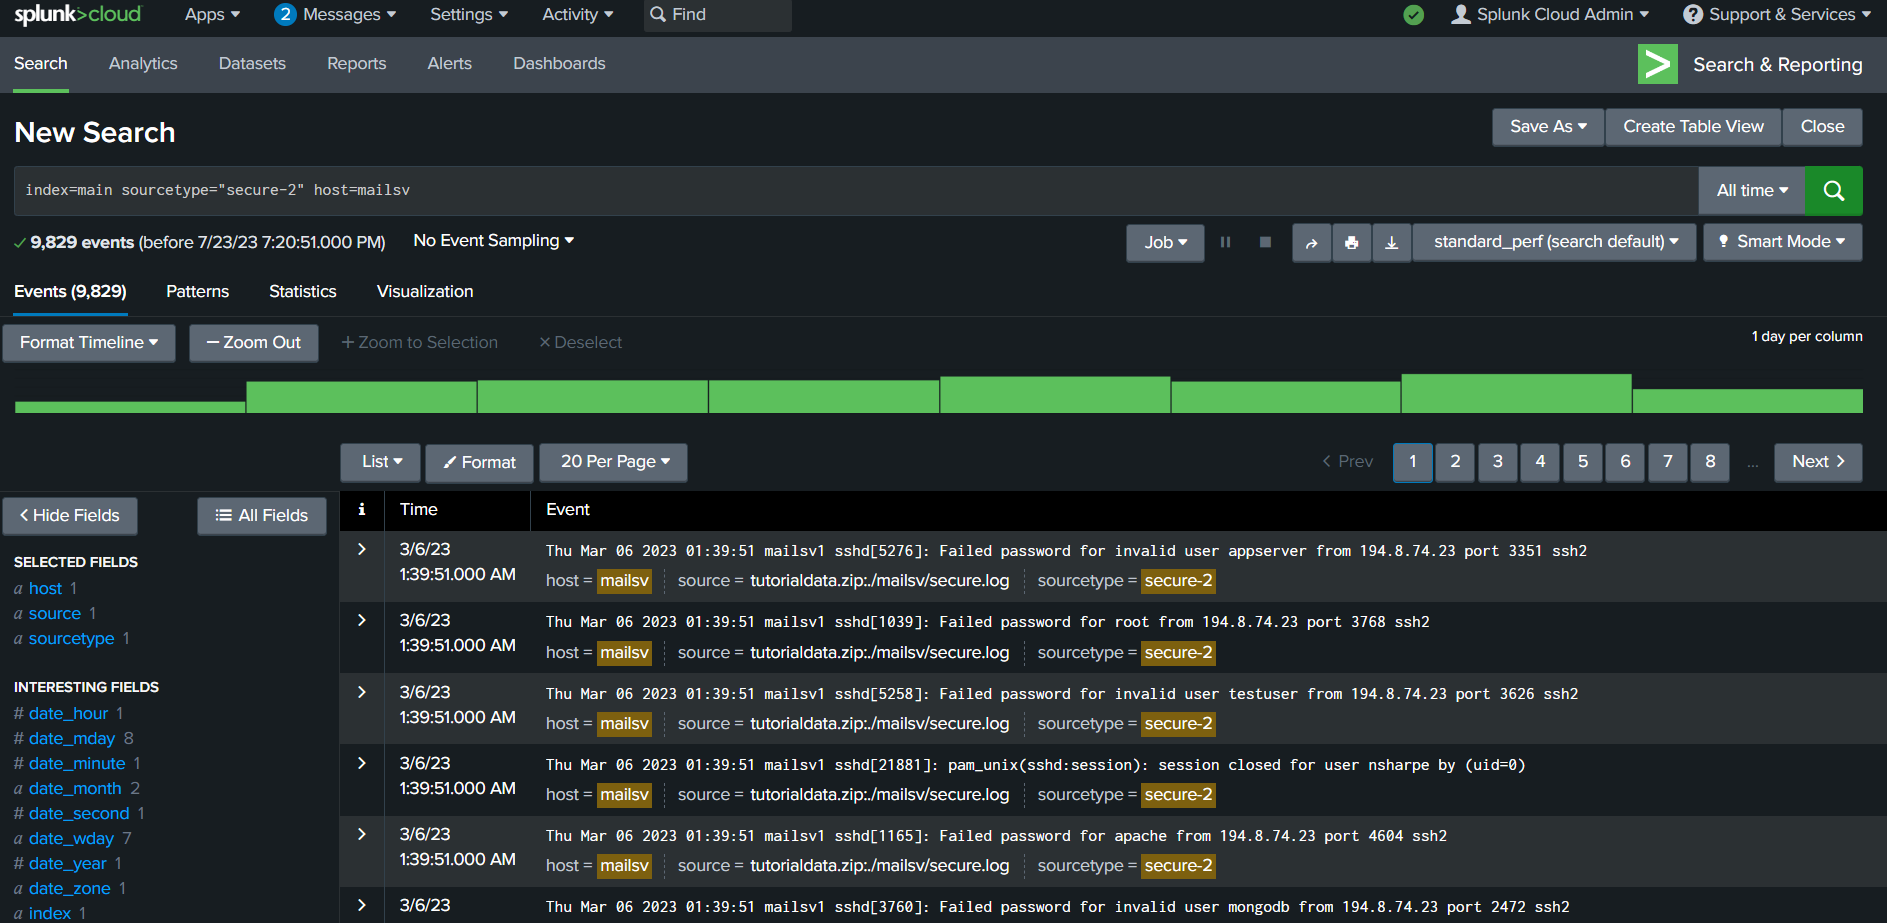 splunk>cloud Apps 2 Messages Settings Activity Find Splunk Cloud Admin ? Support & Services
Search Analytics Datasets Reports Alerts Dashboards > Search & Reporting
New Search Save As Create Table View Close
index=main sourcetype="secure-2" host=mailsv All time
✓ 9,829 events (before 7/23/23 7:20:51.000 PM) No Event Sampling Job standard_perf (search default) Smart Mode
Events (9,829) Patterns Statistics Visualization
Format Timeline — Zoom Out + Zoom to Selection × Deselect 1 day per column
List Format 20 Per Page < Prev 1 2 3 4 5 6 7 8 ... Next >
< Hide Fields All Fields
i Time Event
SELECTED FIELDS
a host 1
a source 1
a sourcetype 1
INTERESTING FIELDS
# date_hour 1
# date_mday 8
# date_minute 1
a date_month 2
# date_second 1
a date_wday 7
# date_year 1
a date_zone 1
a index 1
> 3/6/23 Thu Mar 06 2023 01:39:51 mailsv1 sshd[5276]: Failed password for invalid user appserver from 194.8.74.23 port 3351 ssh2
1:39:51.000 AM host = mailsv source = tutorialdata.zip:./mailsv/secure.log sourcetype = secure-2
> 3/6/23 Thu Mar 06 2023 01:39:51 mailsv1 sshd[1039]: Failed password for root from 194.8.74.23 port 3768 ssh2
1:39:51.000 AM host = mailsv source = tutorialdata.zip:./mailsv/secure.log sourcetype = secure-2
> 3/6/23 Thu Mar 06 2023 01:39:51 mailsv1 sshd[5258]: Failed password for invalid user testuser from 194.8.74.23 port 3626 ssh2
1:39:51.000 AM host = mailsv source = tutorialdata.zip:./mailsv/secure.log sourcetype = secure-2
> 3/6/23 Thu Mar 06 2023 01:39:51 mailsv1 sshd[21881]: pam_unix(sshd:session): session closed for user nsharpe by (uid=0)
1:39:51.000 AM host = mailsv source = tutorialdata.zip:./mailsv/secure.log sourcetype = secure-2
> 3/6/23 Thu Mar 06 2023 01:39:51 mailsv1 sshd[1165]: Failed password for apache from 194.8.74.23 port 4604 ssh2
1:39:51.000 AM host = mailsv source = tutorialdata.zip:./mailsv/secure.log sourcetype = secure-2
> 3/6/23 Thu Mar 06 2023 01:39:51 mailsv1 sshd[3760]: Failed password for invalid user mongodb from 194.8.74.23 port 2472 ssh2